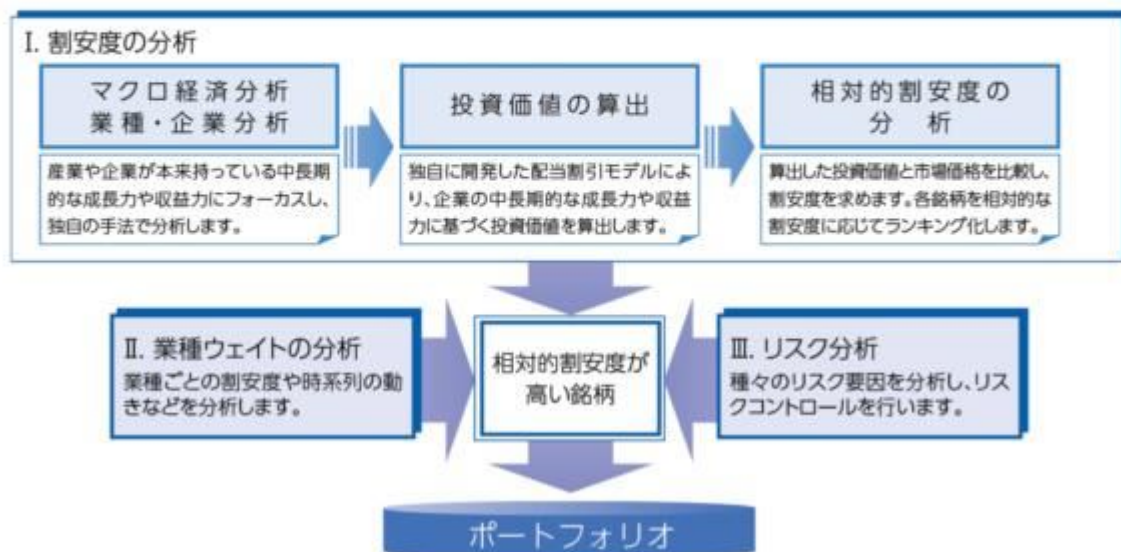 I. 割安度の分析
マクロ経済分析
業種・企業分析
産業や企業が本来持っている中長期
的な成長力や収益力にフォーカスし、
独自の手法で分析します。
投資価値の算出
独自に開発した配当割引モデルによ
り、企業の中長期的な成長力や収益
力に基づく投資価値を算出します。
相対的割安度の
分　析
算出した投資価値と市場価格を比較し、
割安度を求めます。各銘柄を相対的な
割安度に応じてランキング化します。
Ⅱ. 業種ウェイトの分析
業種ごとの割安度や時系列の動
きなどを分析します。
相対的割安度が
高い銘柄
Ⅲ. リスク分析
種々のリスク要因を分析し、リス
クコントロールを行います。
ポートフォリオ